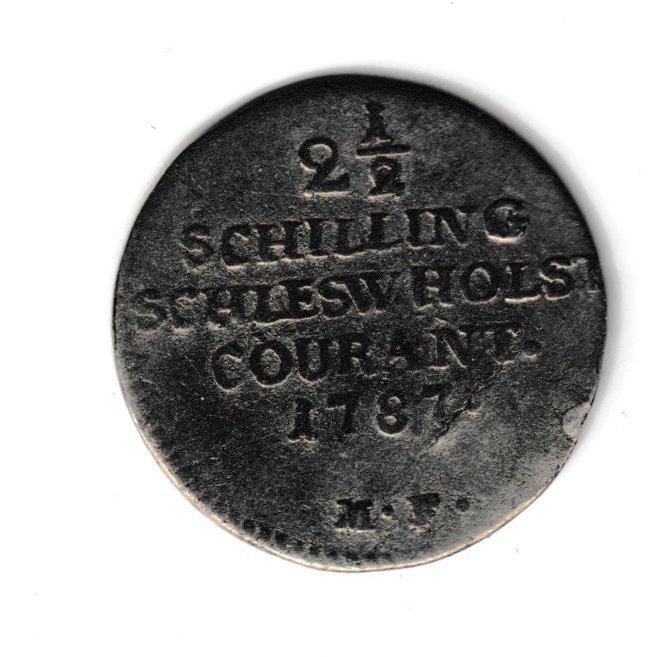 2 1/2
SCHILLING
SCHLESW HOLST
COURANT.
1787.
M·F·